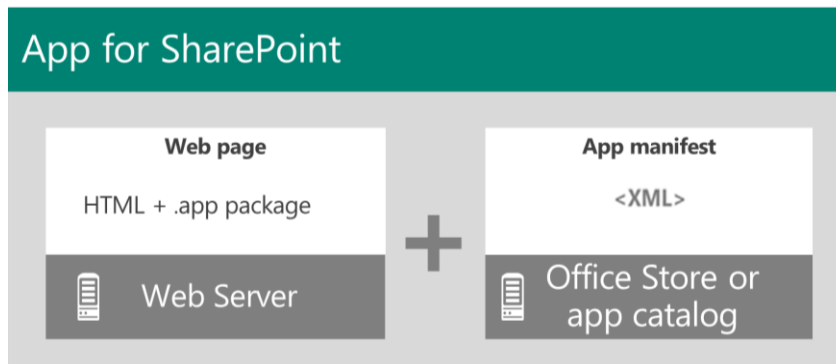 App for SharePoint
Web page
HTML + .app package
Web Server
+
App manifest
<XML>
Office Store or
app catalog